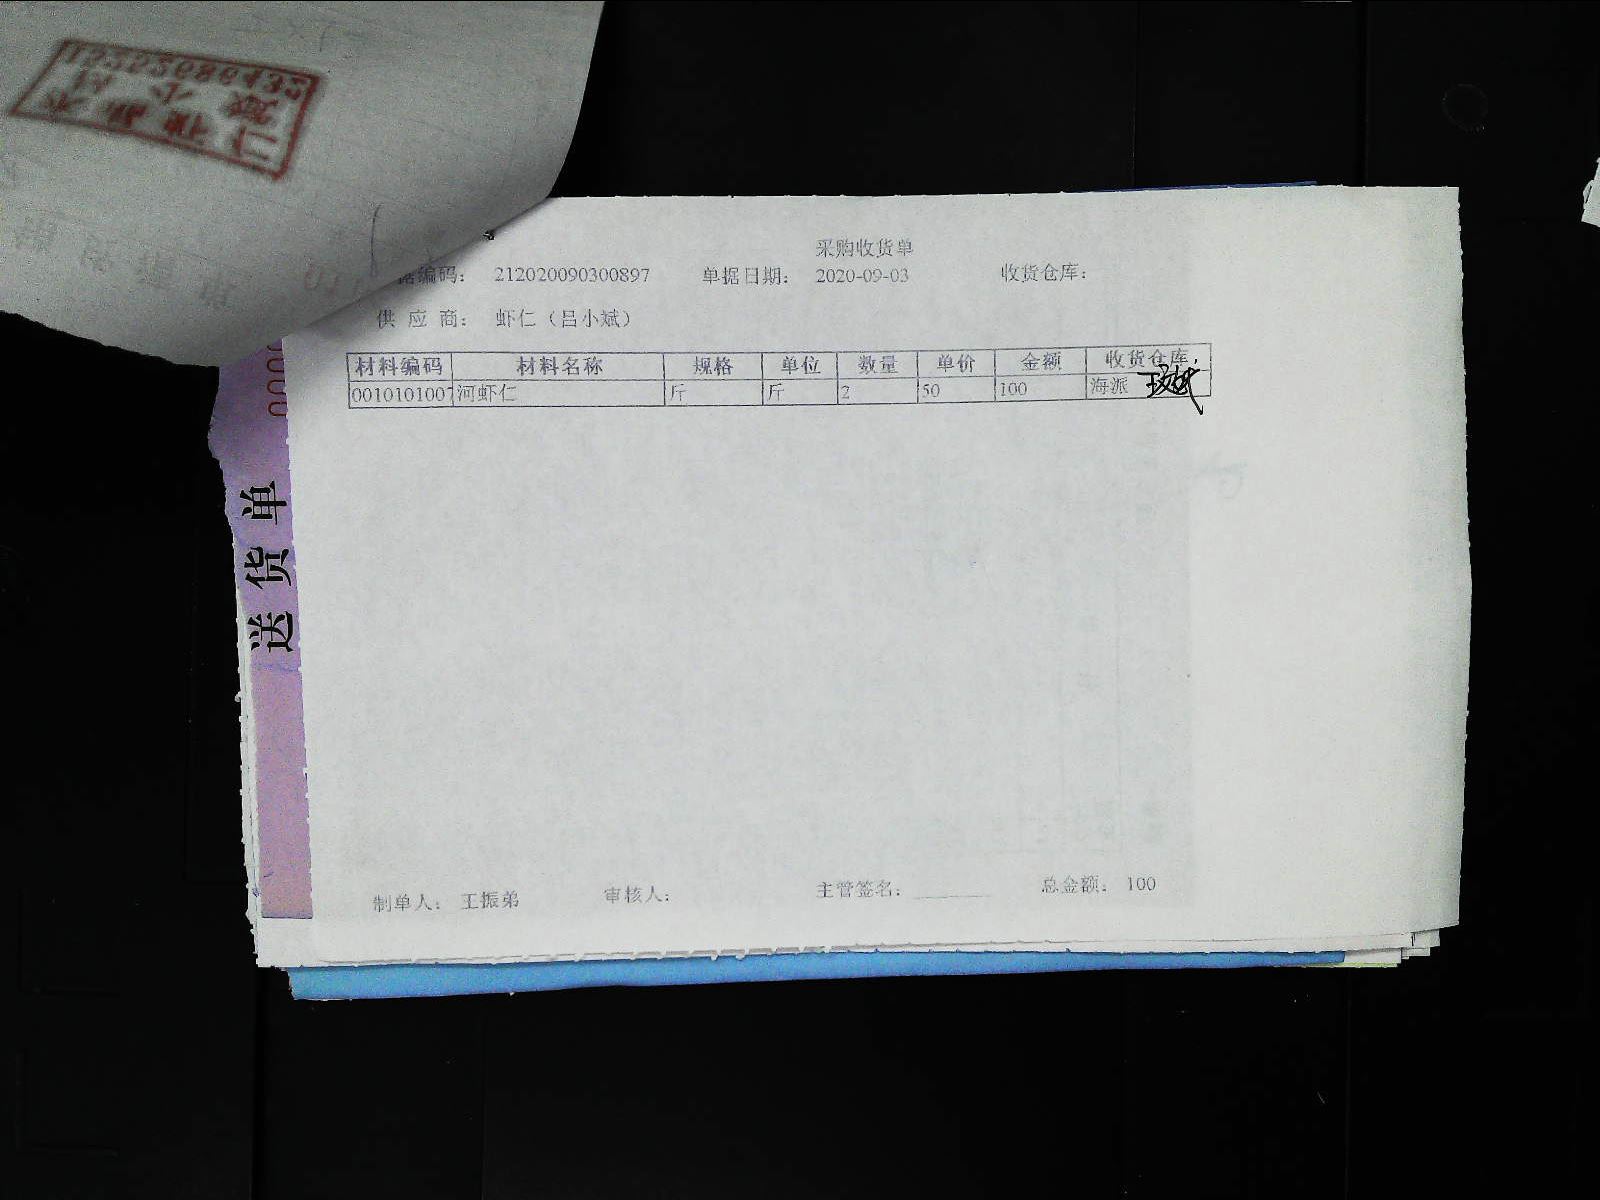 采购收货单
据编码: 212020090300897 单据日期: 2020-09-03 收货仓库:
供 应 商: 虾仁（吕小斌）
材料编码 材料名称 规格 单位 数量 单价 金额 收货仓库
0010101007 河虾仁 斤 斤 2 50 100 海派
制单人: 王振弟 审核人: 主管签名: 总金额: 100
送货单